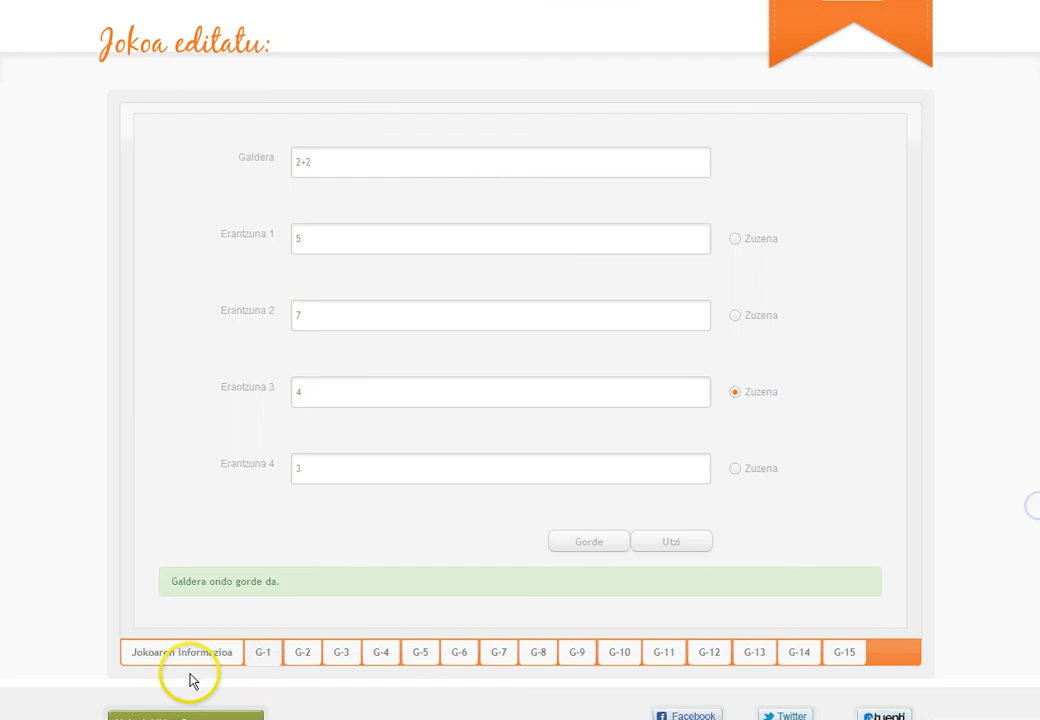 Jokoa editatu:
Galdera 2+2
Erantzuna 1 5 Zuzena
Erantzuna 2 7 Zuzena
Erantzuna 3 4 Zuzena
Erantzuna 4 3 Zuzena
Gorde Utzi
Galdera ondo gorde da.
Jokoaren informazioa G-1 G-2 G-3 G-4 G-5 G-6 G-7 G-8 G-9 G-10 G-11 G-12 G-13 G-14 G-15
Facebook Twitter tuenti